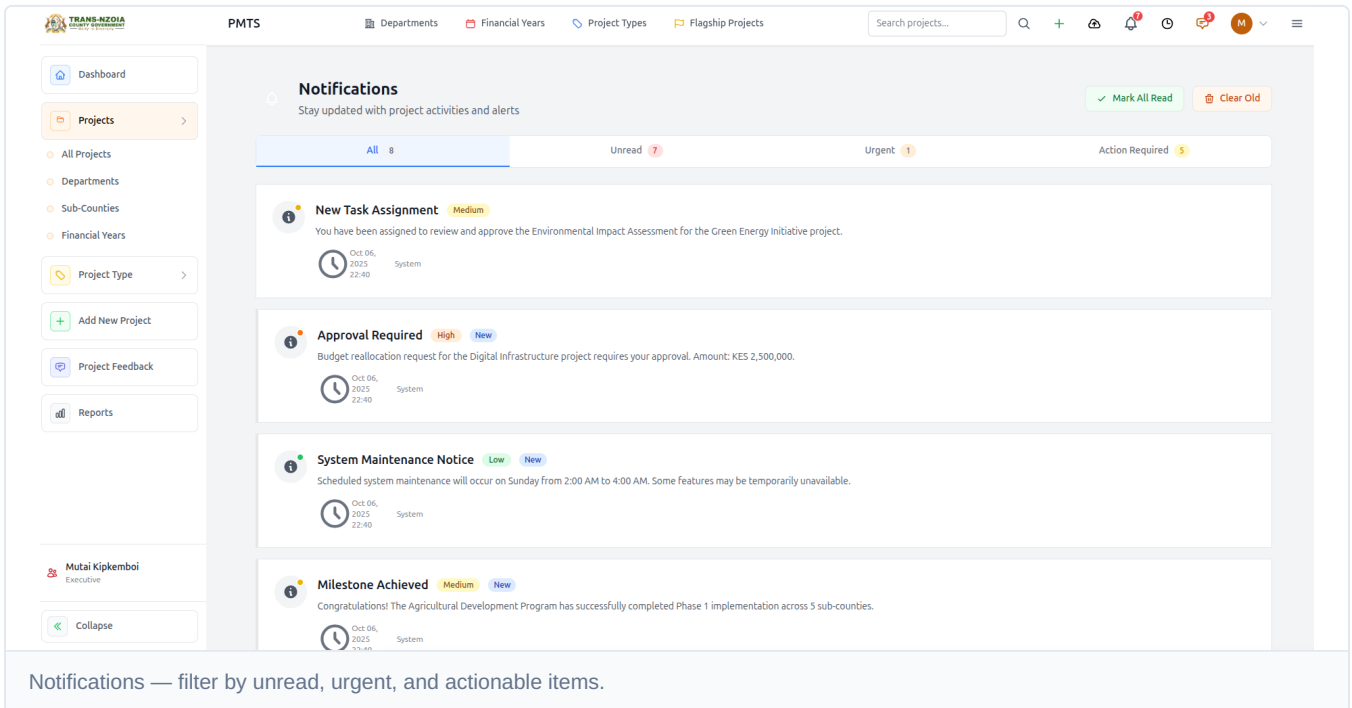 TRANS-NZOIA
COUNTY GOVERNMENT
PMTS
Departments
Financial Years
Project Types
Flagship Projects
Search projects...
7
3
M
Dashboard
Projects
All Projects
Departments
Sub-Counties
Financial Years
Project Type
Add New Project
Project Feedback
Reports
Mutai Kipkemboi
Executive
Collapse
Notifications
Stay updated with project activities and alerts
Mark All Read
Clear Old
All 8
Unread 7
Urgent 1
Action Required 5
New Task Assignment Medium
You have been assigned to review and approve the Environmental Impact Assessment for the Green Energy Initiative project.
Oct 06,
2025
22:40
System
Approval Required High New
Budget reallocation request for the Digital Infrastructure project requires your approval. Amount: KES 2,500,000.
Oct 06,
2025
22:40
System
System Maintenance Notice Low New
Scheduled system maintenance will occur on Sunday from 2:00 AM to 4:00 AM. Some features may be temporarily unavailable.
Oct 06,
2025
22:40
System
Milestone Achieved Medium New
Congratulations! The Agricultural Development Program has successfully completed Phase 1 implementation across 5 sub-counties.
Oct 06,
2025
22:40
System
Notifications — filter by unread, urgent, and actionable items.